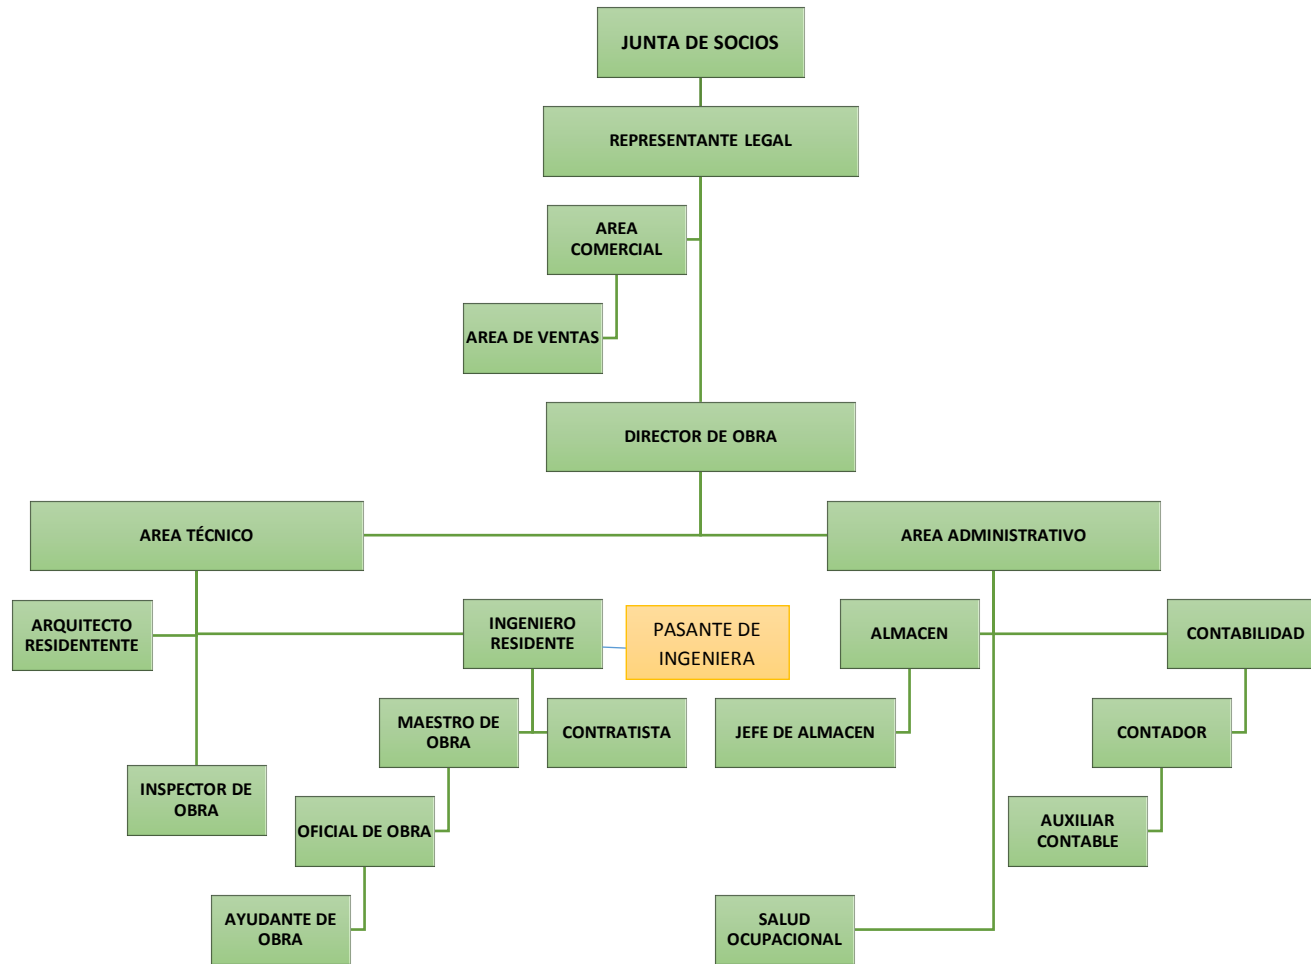 JUNTA DE SOCIOS
REPRESENTANTE LEGAL
AREA
COMERCIAL
AREA DE VENTAS
DIRECTOR DE OBRA
AREA TÉCNICO
AREA ADMINISTRATIVO
ARQUITECTO
RESIDENTENTE
INGENIERO
RESIDENTE
PASANTE DE
INGENIERA
ALMACEN
CONTABILIDAD
MAESTRO DE
OBRA
CONTRATISTA
JEFE DE ALMACEN
CONTADOR
INSPECTOR DE
OBRA
OFICIAL DE OBRA
AUXILIAR
CONTABLE
AYUDANTE DE
OBRA
SALUD
OCUPACIONAL